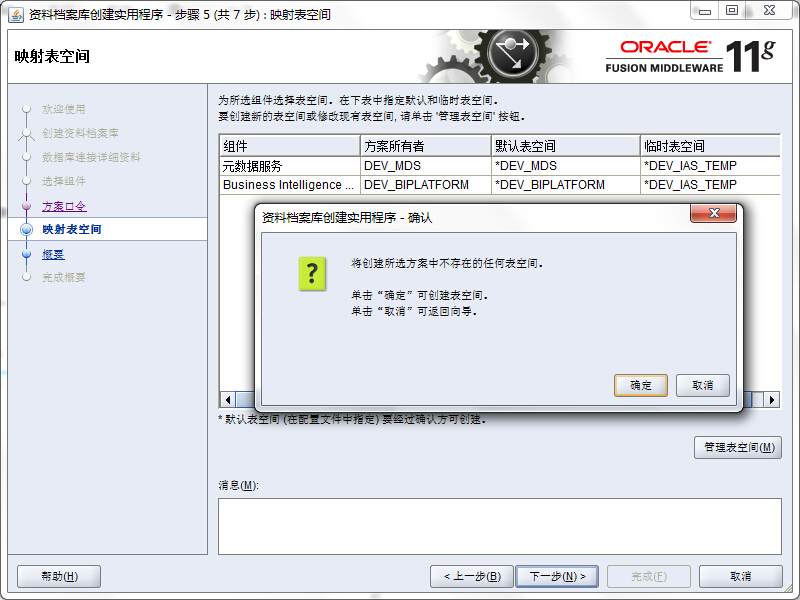 资料档案库创建实用程序 - 步骤 5 (共 7 步) : 映射表空间
映射表空间
ORACLE
FUSION MIDDLEWARE 11g
欢迎使用
创建资料档案库
数据库连接详细资料
选择组件
方案口令
映射表空间
概要
完成概要
为所选组件选择表空间. 在下表中指定默认和临时表空间.
要创建新的表空间或修改现有表空间, 请单击 '管理表空间' 按钮.
组件 方案所有者 默认表空间 临时表空间
元数据服务 DEV_MDS *DEV_MDS *DEV_IAS_TEMP
Business Intelligence ... DEV_BIPLATFORM *DEV_BIPLATFORM *DEV_IAS_TEMP
资料档案库创建实用程序 - 确认
?
将创建所选方案中不存在的任何表空间.
单击“确定”可创建表空间.
单击“取消”可返回向导.
确定 取消
* 默认表空间 (在配置文件中指定) 要经过确认方可创建.
管理表空间(M)
消息(M):
帮助(H) < 上一步(B) 下一步(N) > 完成(F) 取消